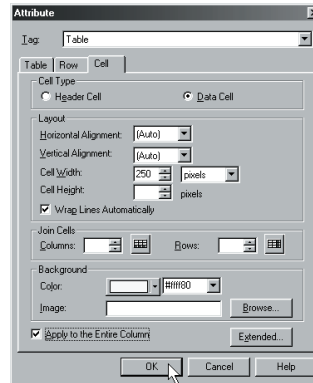 Attribute
Tag: Table
Table Row Cell
Cell Type
Header Cell Data Cell
Layout
Horizontal Alignment: (Auto)
Vertical Alignment: (Auto)
Cell Width: 250 pixels
Cell Height: pixels
Wrap Lines Automatically
Join Cells
Columns: Rows:
Background
Color: #ffff80
Image: Browse...
Apply to the Entire Column Extended...
OK Cancel Help